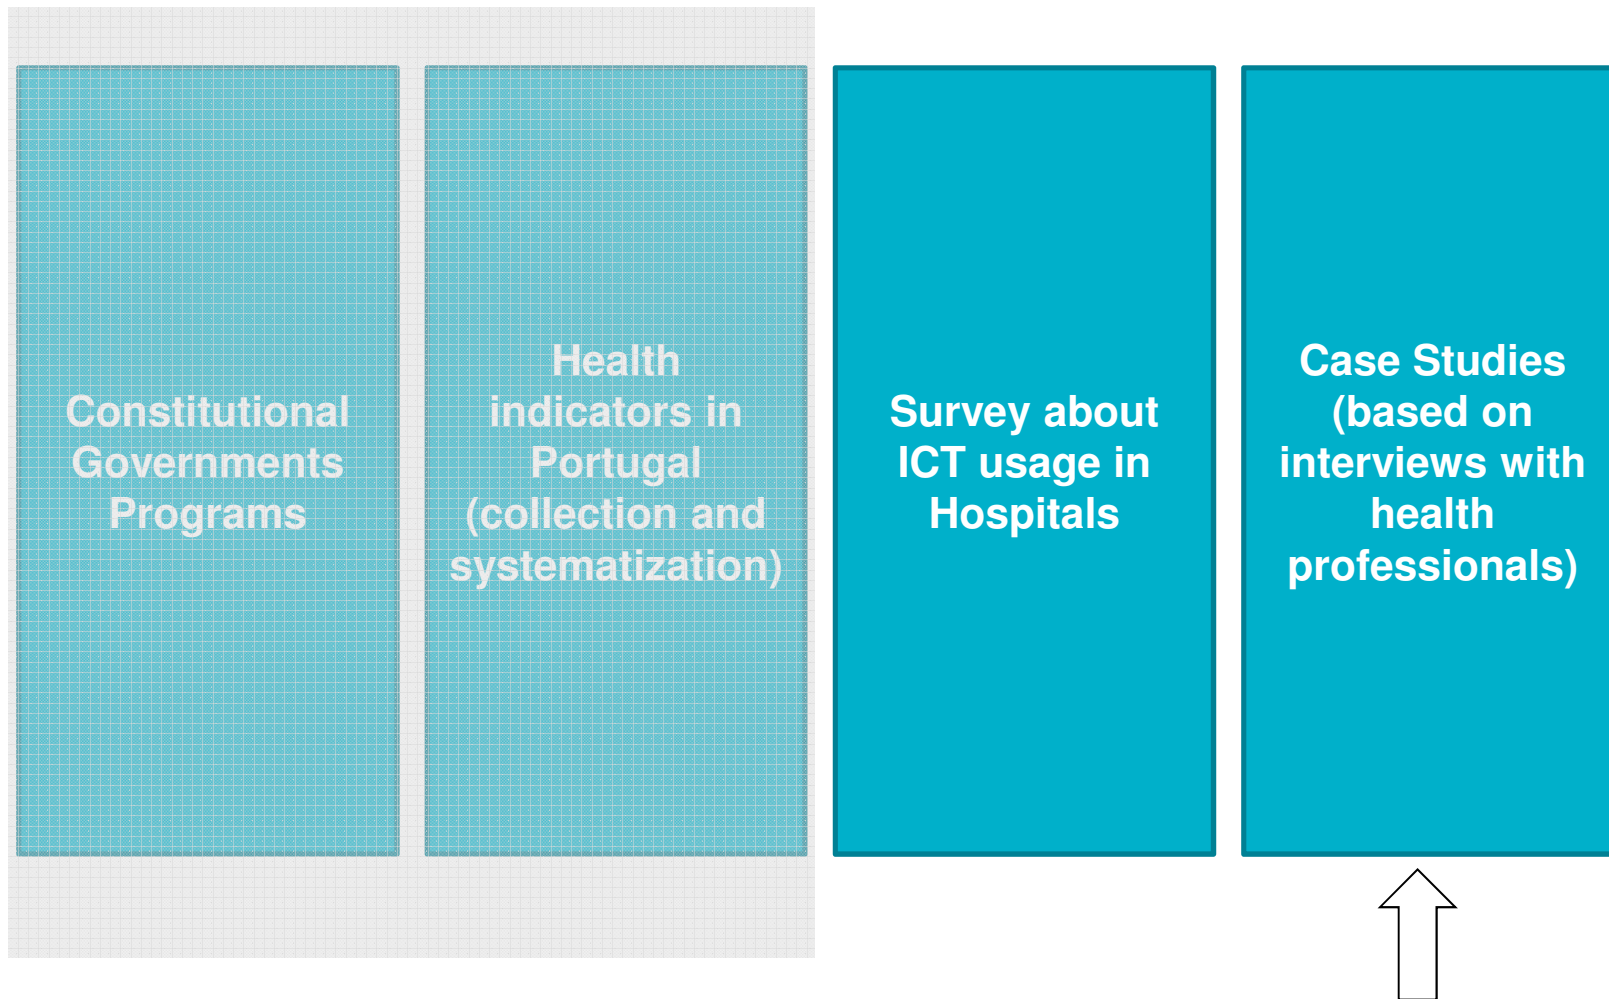 Constitutional
Governments
Programs
Health
indicators in
Portugal
(collection and
systematization)
Survey about
ICT usage in
Hospitals
Case Studies
(based on
interviews with
health
professionals)